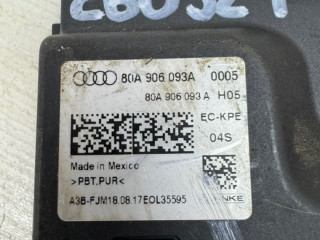 80A 906 093A 0005
80A 906 093 A H05
EC-KPE
04S
Made in Mexico
>PBT.PUR<
A3B-FJM18.08.17EOL35595